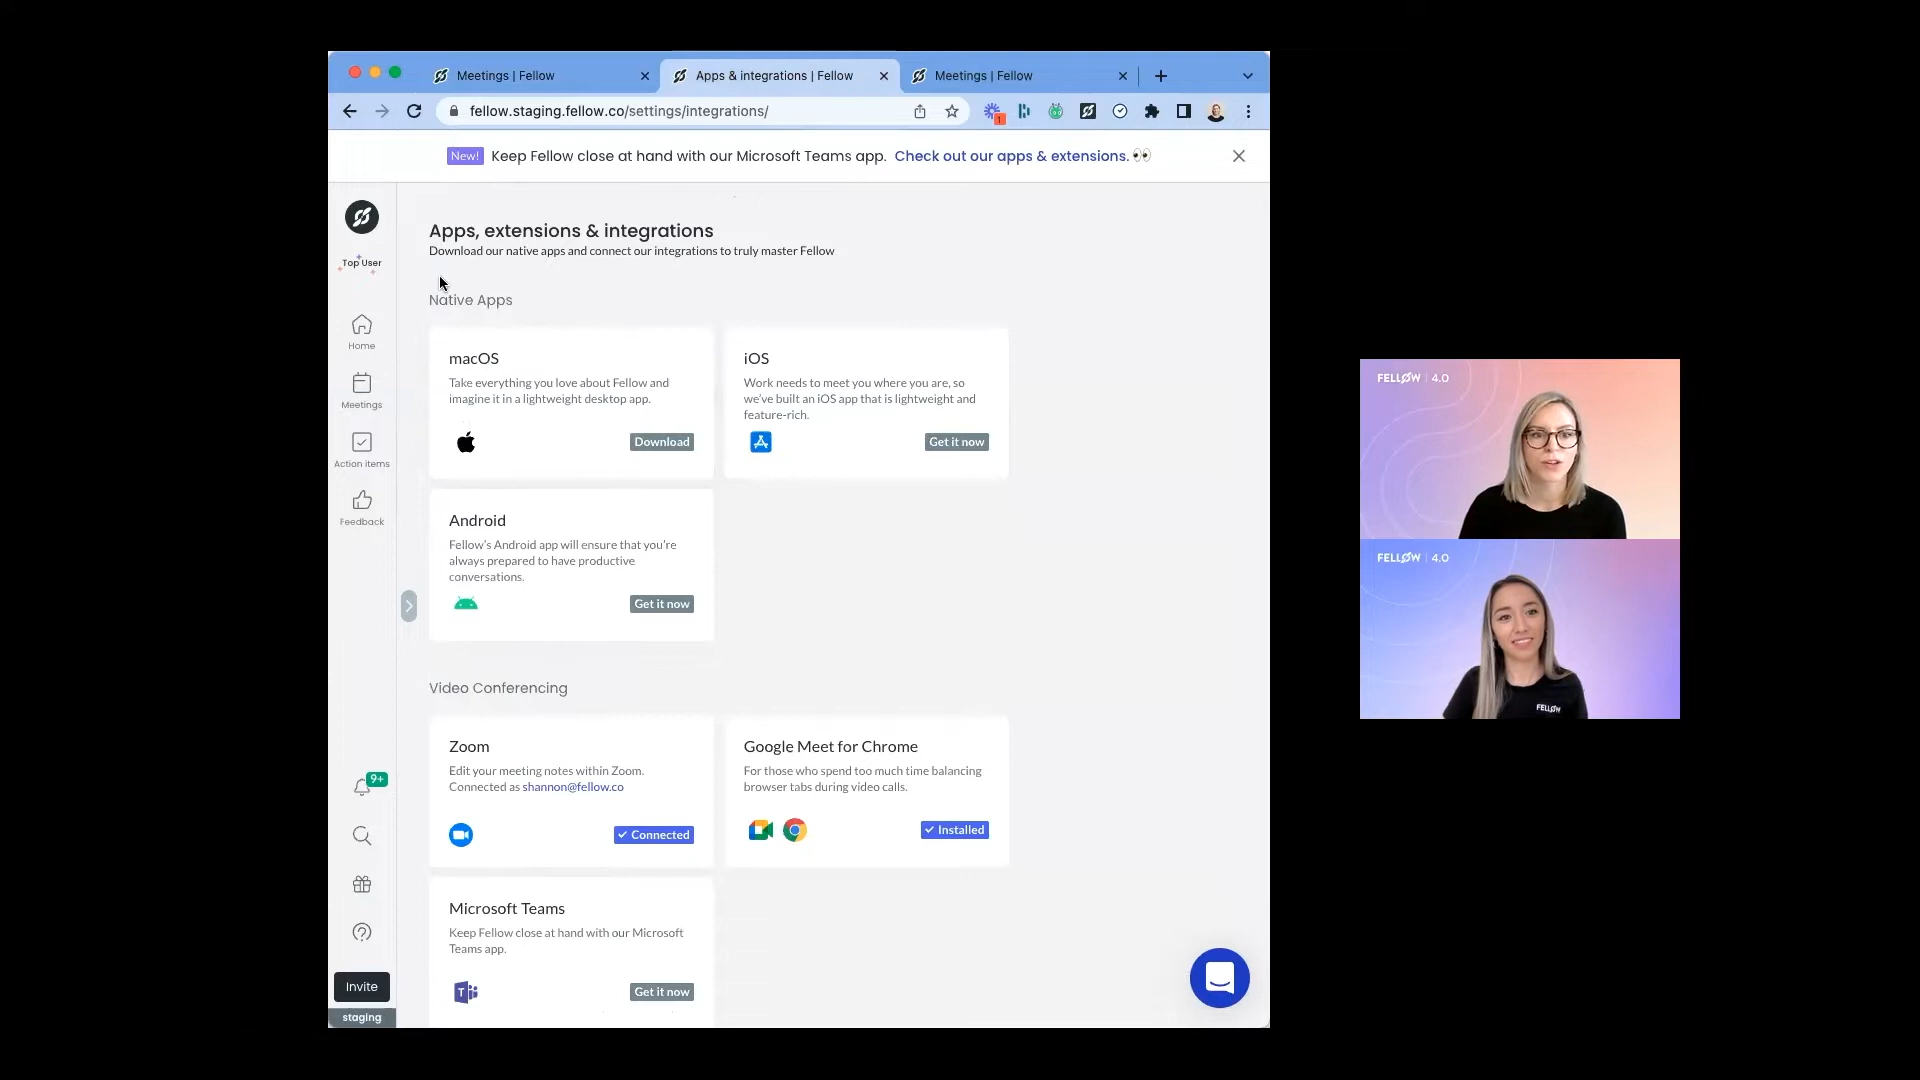 Meetings | Fellow
Apps & integrations | Fellow
Meetings | Fellow
fellow.staging.fellow.co/settings/integrations/
1
New! Keep Fellow close at hand with our Microsoft Teams app. Check out our apps & extensions. 👀
Top User
Home
Meetings
Action items
Feedback
9+
Invite
staging
Apps, extensions & integrations
Download our native apps and connect our integrations to truly master Fellow
Native Apps
macOS
Take everything you love about Fellow and
imagine it in a lightweight desktop app.
Download
iOS
Work needs to meet you where you are, so
we've built an iOS app that is lightweight and
feature-rich.
Get it now
Android
Fellow's Android app will ensure that you're
always prepared to have productive
conversations.
Get it now
Video Conferencing
Zoom
Edit your meeting notes within Zoom.
Connected as shannon@fellow.co
✓ Connected
Google Meet for Chrome
For those who spend too much time balancing
browser tabs during video calls.
✓ Installed
Microsoft Teams
Keep Fellow close at hand with our Microsoft
Teams app.
T
Get it now
FELLOW | 4.0
FELLOW | 4.0
FELLOW